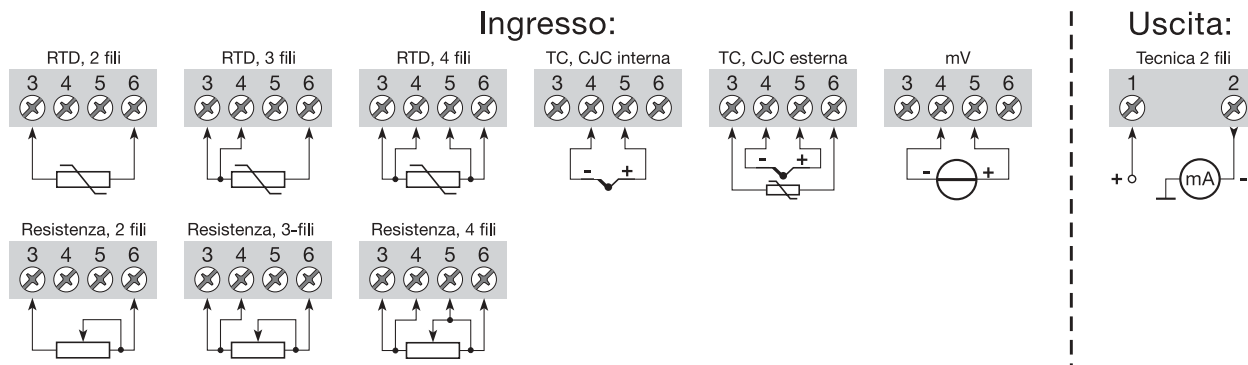 Ingresso:
Uscita:
RTD, 2 fili
RTD, 3 fili
RTD, 4 fili
TC, CJC interna
TC, CJC esterna
mV
Tecnica 2 fili
3 4 5 6
3 4 5 6
3 4 5 6
3 4 5 6
3 4 5 6
3 4 5 6
1 2
- +
- +
- +
+ mA -
Resistenza, 2 fili
Resistenza, 3-fili
Resistenza, 4 fili
3 4 5 6
3 4 5 6
3 4 5 6